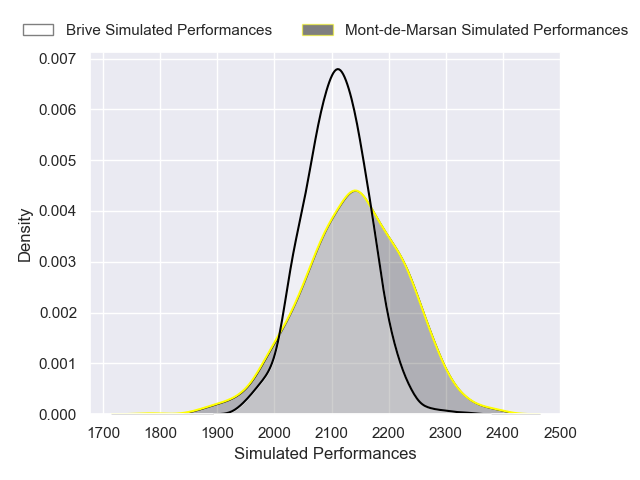 Brive Simulated Performances
Mont-de-Marsan Simulated Performances
0.007
0.006
0.005
0.004
0.003
0.002
0.001
0.000
Density
1700 1800 1900 2000 2100 2200 2300 2400 2500
Simulated Performances